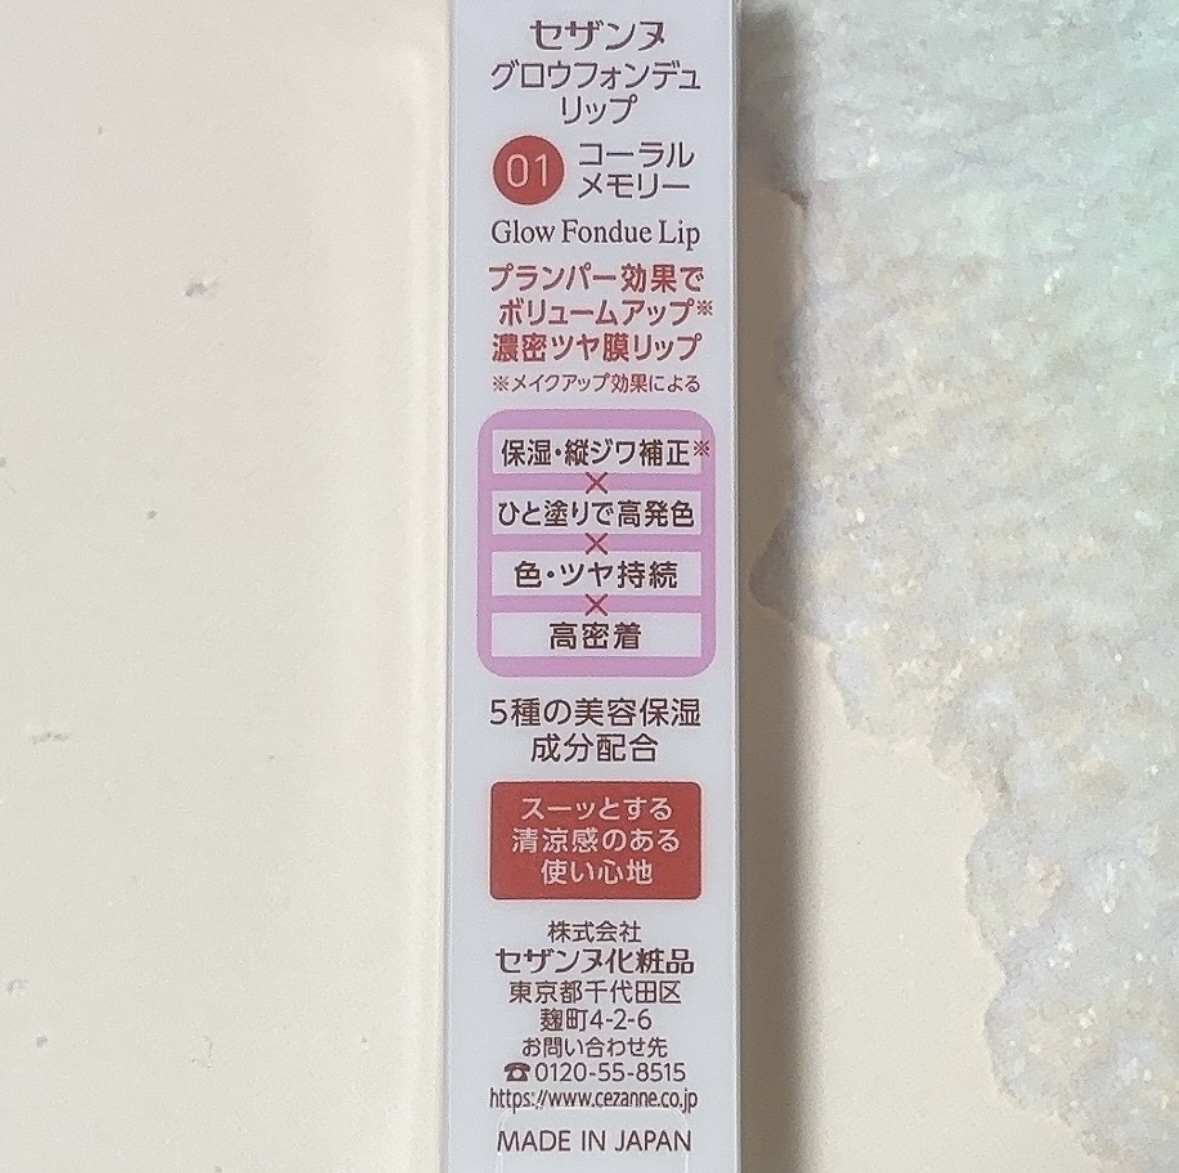 セザンヌ
グロウフォンデュ
リップ
01 コーラル
メモリー
Glow Fondue Lip
プランパー効果で
ボリュームアップ※
濃密ツヤ膜リップ
※メイクアップ効果による
保湿・縦ジワ補正※
×
ひと塗りで高発色
×
色・ツヤ持続
×
高密着
5種の美容保湿
成分配合
スーッとする
清涼感のある
使い心地
株式会社
セザンヌ化粧品
東京都千代田区
麹町4-2-6
お問い合わせ先
☎0120-55-8515
https://www.cezanne.co.jp
MADE IN JAPAN